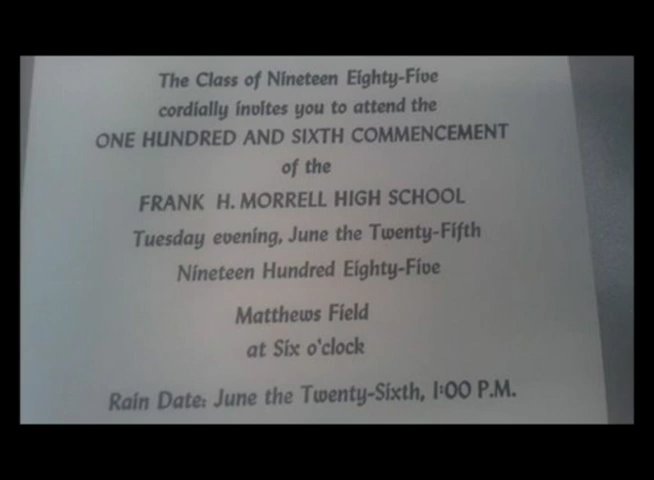 The Class of Nineteen Eighty-Five
cordially invites you to attend the
ONE HUNDRED AND SIXTH COMMENCEMENT
of the
FRANK H. MORRELL HIGH SCHOOL
Tuesday evening, June the Twenty-Fifth
Nineteen Hundred Eighty-Five
Matthews Field
at Six o'clock
Rain Date: June the Twenty-Sixth, 1:00 P.M.